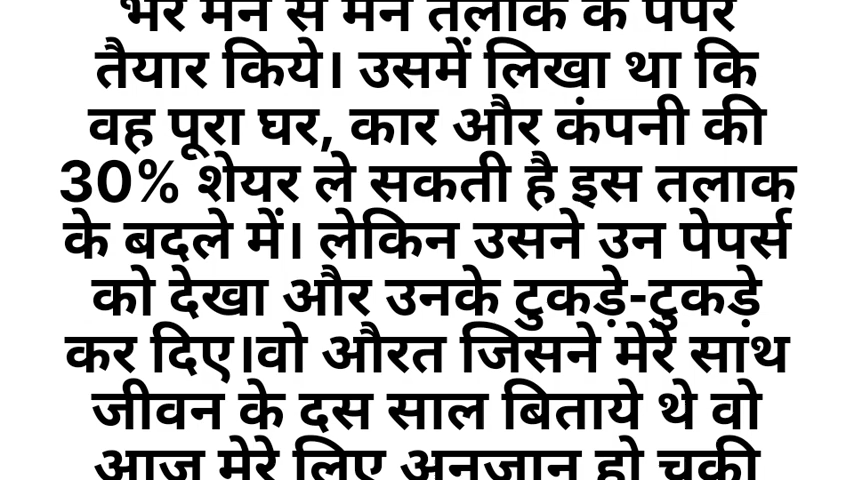 भरे मन से मैंने तलाक के पेपर
तैयार किये। उसमें लिखा था कि
वह पूरा घर, कार और कंपनी की
30% शेयर ले सकती है इस तलाक
के बदले में। लेकिन उसने उन पेपर्स
को देखा और उनके टुकड़े-टुकड़े
कर दिए।वो औरत जिसने मेरे साथ
जीवन के दस साल बिताये थे वो
आज मेरे लिए अनजान हो चुकी